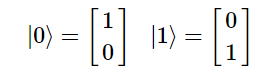 |0⟩ = [1 0] |1⟩ = [0 1]